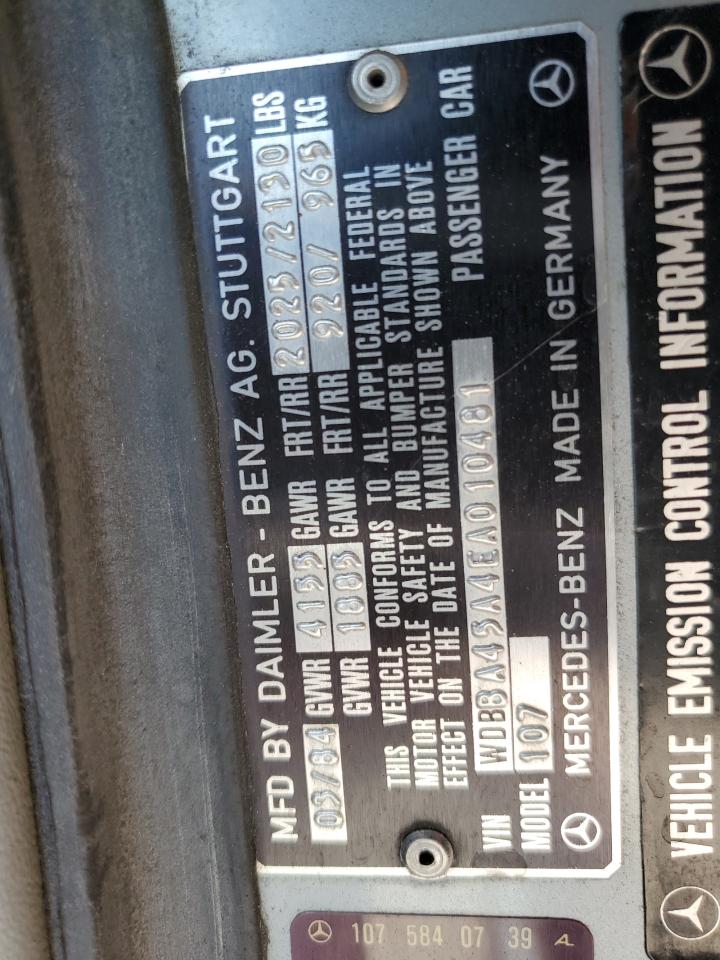 MFD BY DAIMLER - BENZ AG. STUTTGART
03/84 GVWR 4155 GAWR FRT/RR 2025/2130 LBS
GVWR 1885 GAWR FRT/RR 920/ 965 KG
THIS VEHICLE CONFORMS TO ALL APPLICABLE FEDERAL
MOTOR VEHICLE SAFETY AND BUMPER STANDARDS IN
EFFECT ON THE DATE OF MANUFACTURE SHOWN ABOVE
VIN WDBBA45A4EA010481 PASSENGER CAR
MODEL 107
MERCEDES-BENZ MADE IN GERMANY
VEHICLE EMISSION CONTROL INFORMATION
107 584 07 39 A